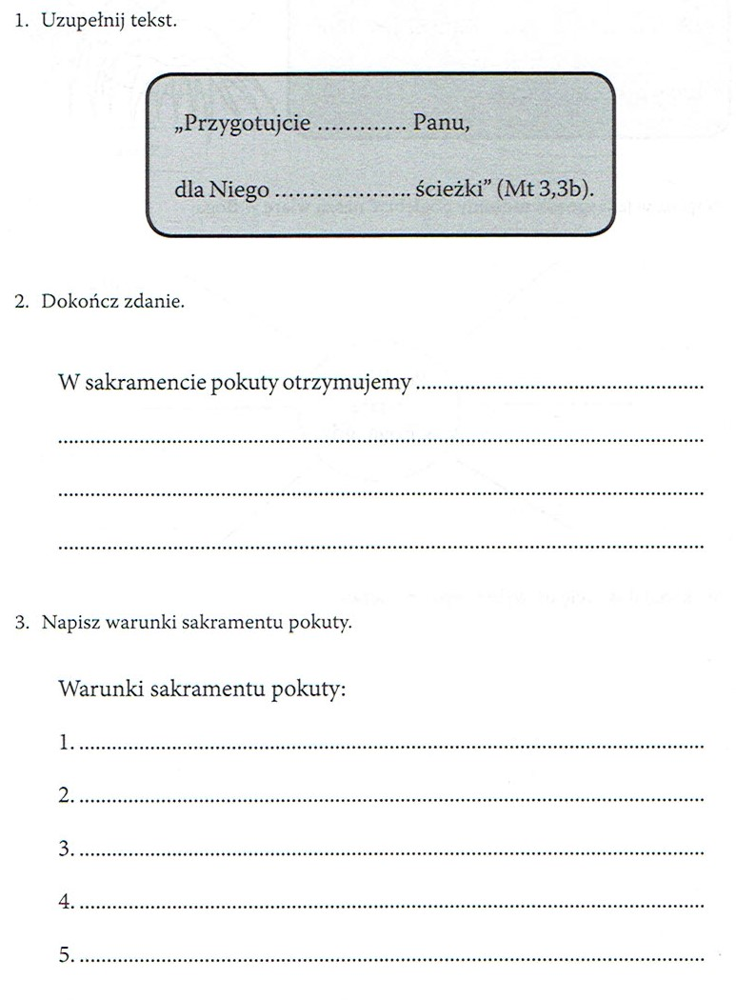 1. Uzupełnij tekst.
„Przygotujcie ............. Panu,
dla Niego .................... ścieżki” (Mt 3,3b).
2. Dokończ zdanie.
W sakramencie pokuty otrzymujemy ......................................................
..........................................................................................................................
..........................................................................................................................
..........................................................................................................................
3. Napisz warunki sakramentu pokuty.
Warunki sakramentu pokuty:
1. ......................................................................................................................
2. ......................................................................................................................
3. ......................................................................................................................
4. ......................................................................................................................
5. ......................................................................................................................